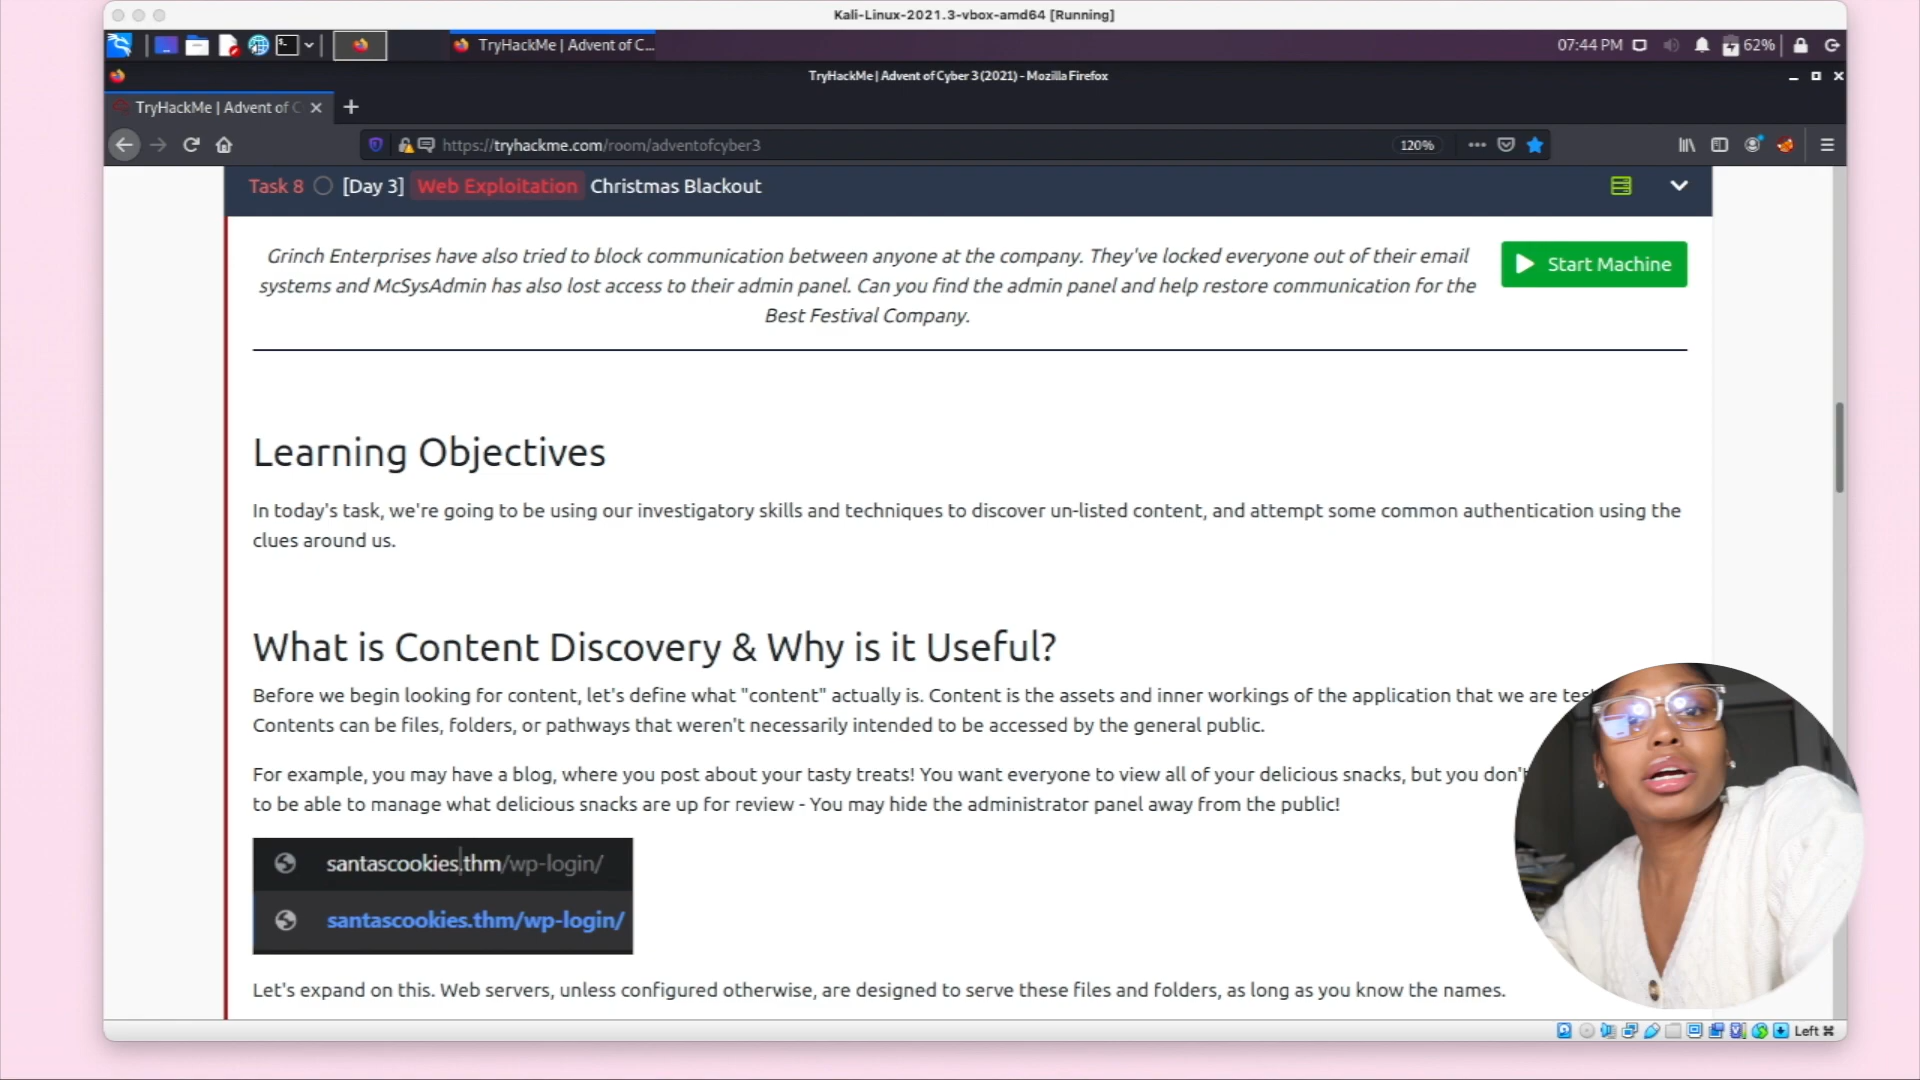 Kali-Linux-2021.3-vbox-amd64 [Running]
TryHackMe | Advent of C...
07:44 PM
62%
TryHackMe | Advent of Cyber 3 (2021) - Mozilla Firefox
TryHackMe | Advent of C
https://tryhackme.com/room/adventofcyber3
120%
Task 8 [Day 3] Web Exploitation Christmas Blackout
Grinch Enterprises have also tried to block communication between anyone at the company. They've locked everyone out of their email
systems and McSysAdmin has also lost access to their admin panel. Can you find the admin panel and help restore communication for the
Best Festival Company.
Start Machine
Learning Objectives
In today's task, we're going to be using our investigatory skills and techniques to discover un-listed content, and attempt some common authentication using the
clues around us.
What is Content Discovery & Why is it Useful?
Before we begin looking for content, let's define what "content" actually is. Content is the assets and inner workings of the application that we are
Contents can be files, folders, or pathways that weren't necessarily intended to be accessed by the general public.
For example, you may have a blog, where you post about your tasty treats! You want everyone to view all of your delicious snacks, but you don't
to be able to manage what delicious snacks are up for review - You may hide the administrator panel away from the public!
santascookies.thm/wp-login/
santascookies.thm/wp-login/
Let's expand on this. Web servers, unless configured otherwise, are designed to serve these files and folders, as long as you know the names.
Left ⌘